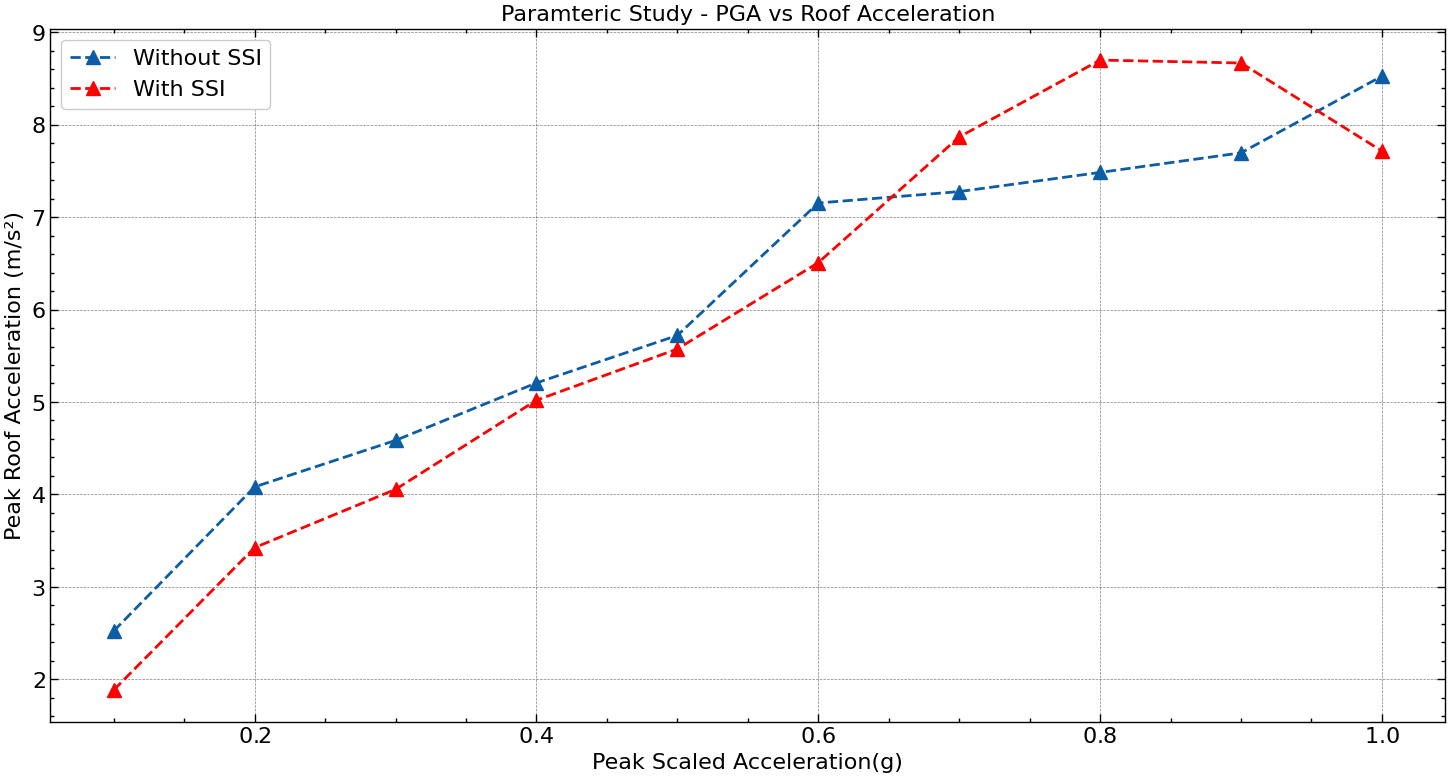 Paramteric Study - PGA vs Roof Acceleration
Without SSI
With SSI
Peak Roof Acceleration (m/s²)
9
8
7
6
5
4
3
2
0.2
0.4
0.6
0.8
1.0
Peak Scaled Acceleration(g)